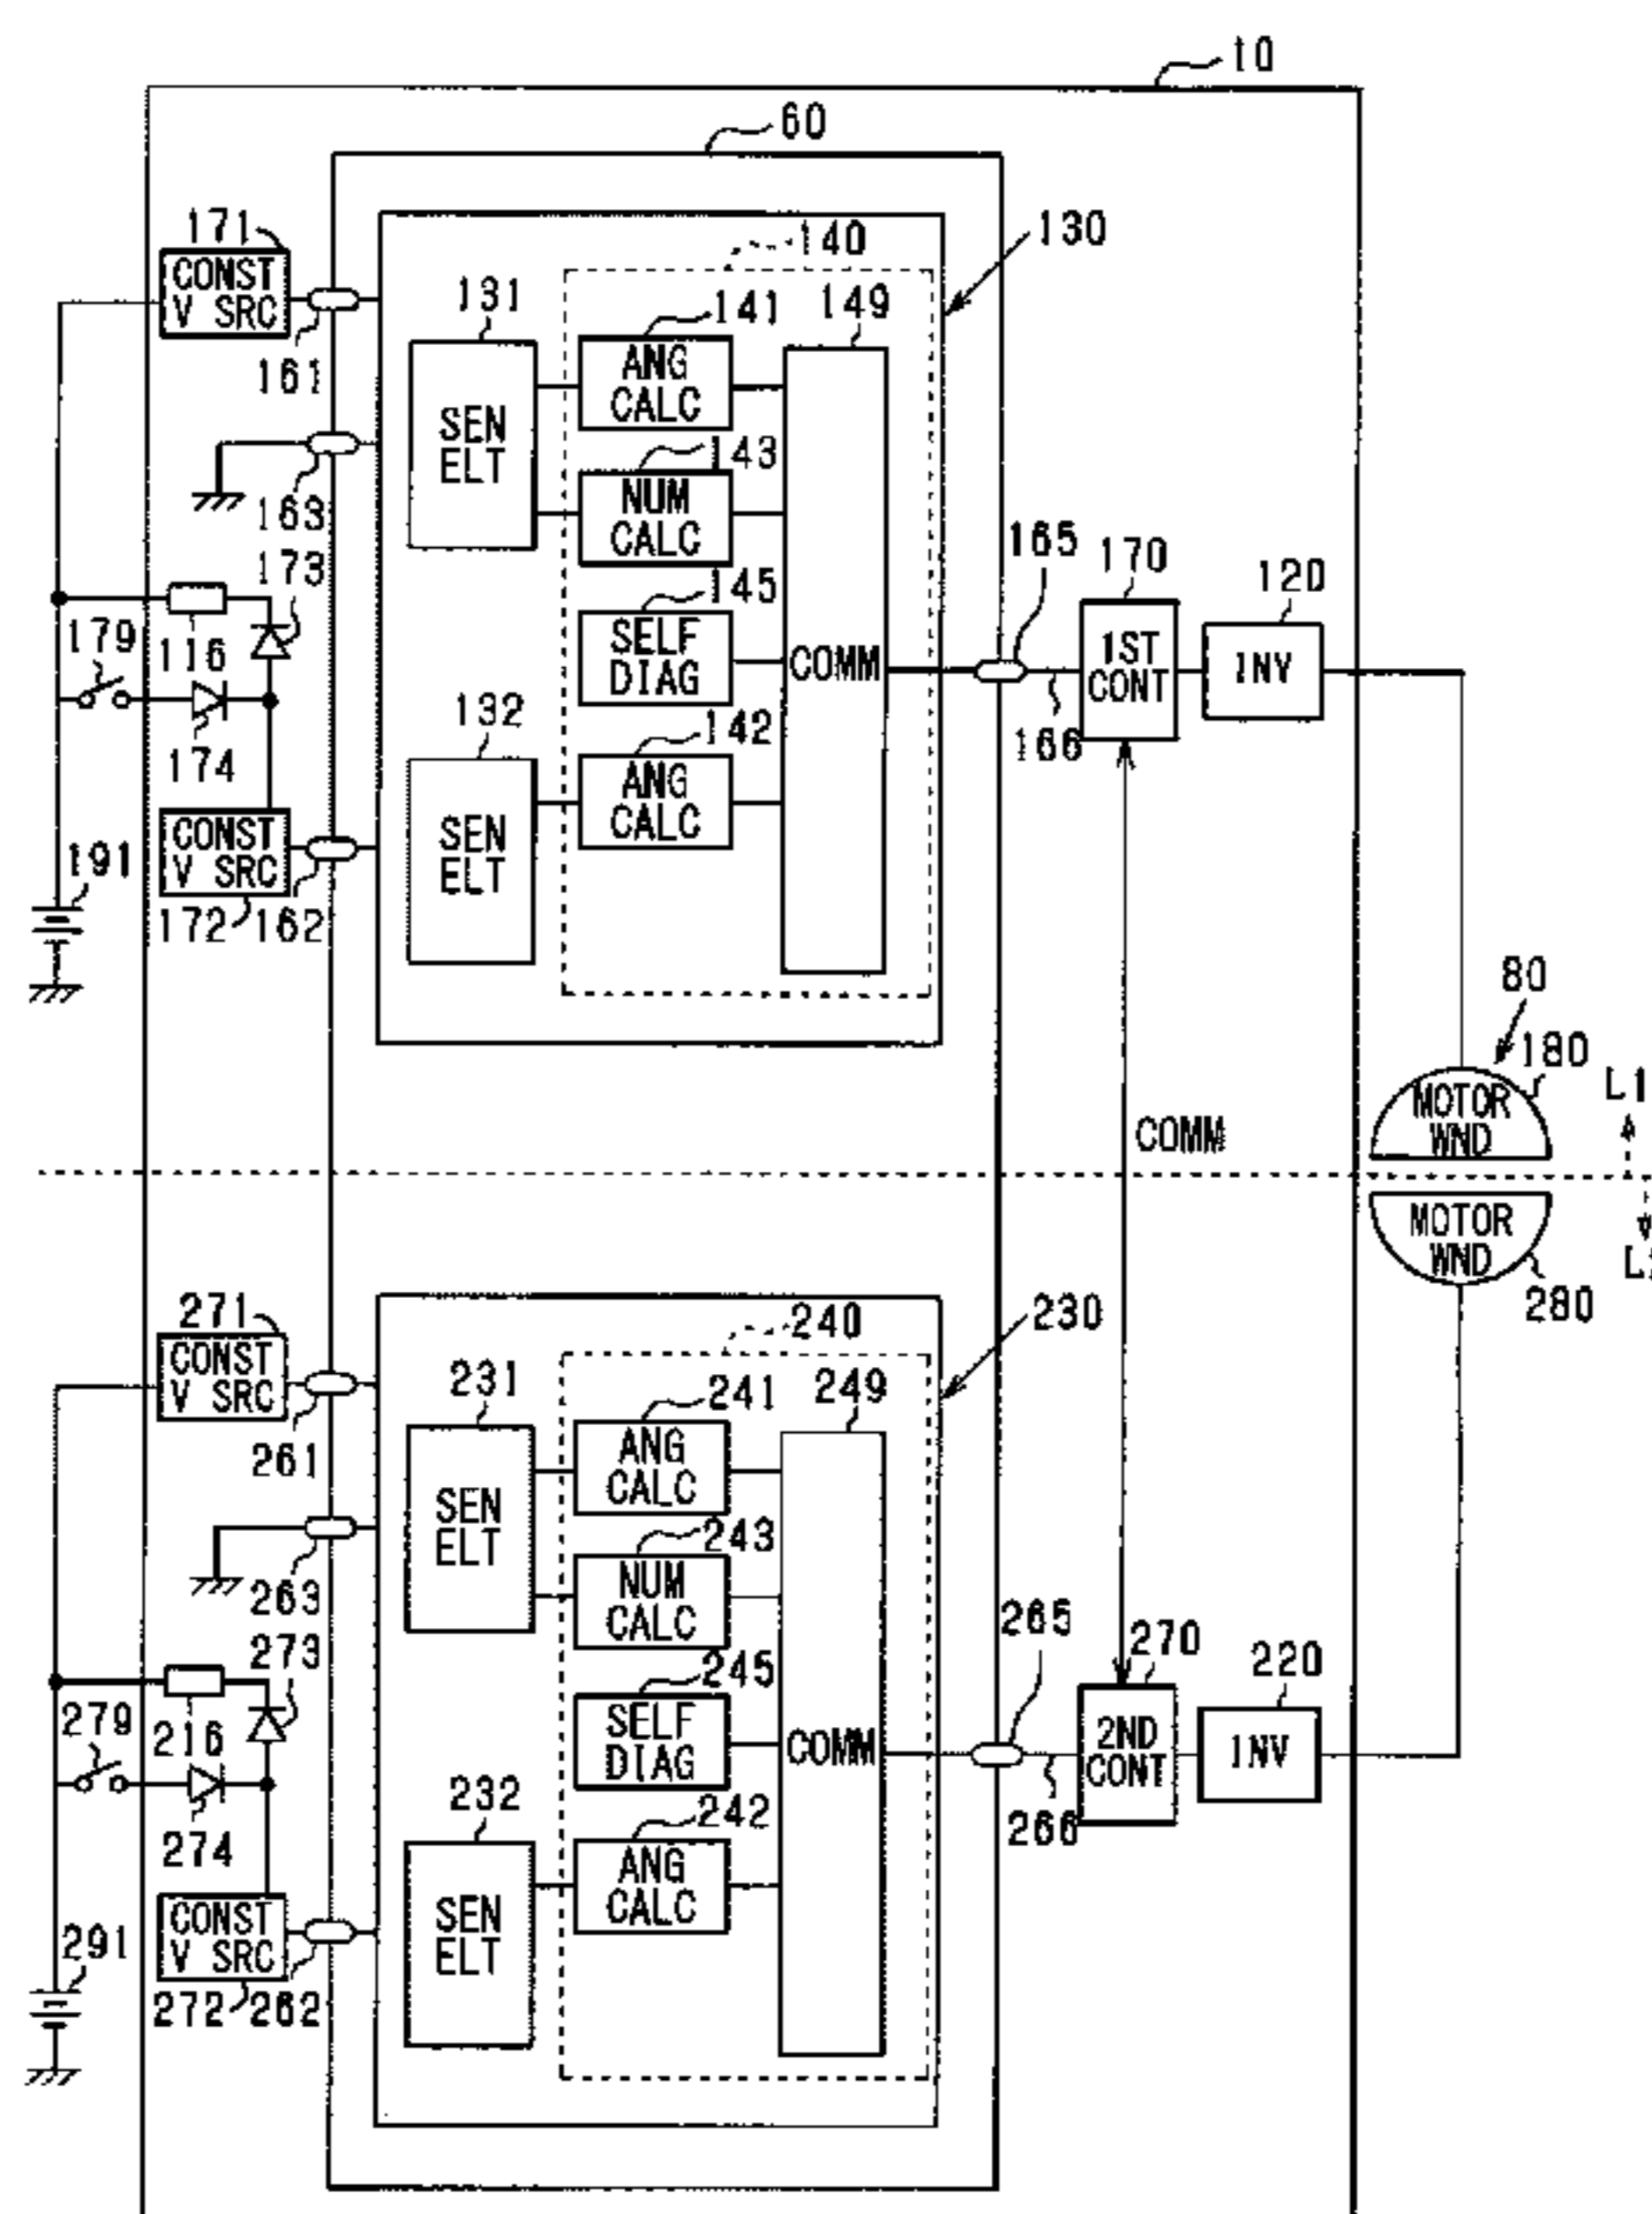 10
60
171
CONST
V SRC
161
163
140
130
131
SEN
ELT
141
ANG
CALC
149
143
NUM
CALC
173
179
116
145
SELF
DIAG
COMM
165
170
1ST
CONT
120
INV
166
174
132
SEN
ELT
142
ANG
CALC
CONST
V SRC
191
172
162
80
180
MOTOR
WND
L1
COMM
MOTOR
WND
280
271
CONST
V SRC
261
263
240
230
231
SEN
ELT
241
ANG
CALC
249
243
NUM
CALC
273
279
216
245
SELF
DIAG
COMM
265
270
2ND
CONT
220
INV
266
274
232
SEN
ELT
242
ANG
CALC
CONST
V SRC
291
272
262